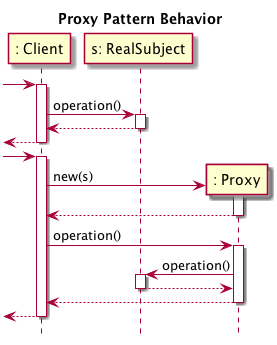 Proxy Pattern Behavior
: Client
s: RealSubject
operation()
: Proxy
new(s)
operation()
operation()